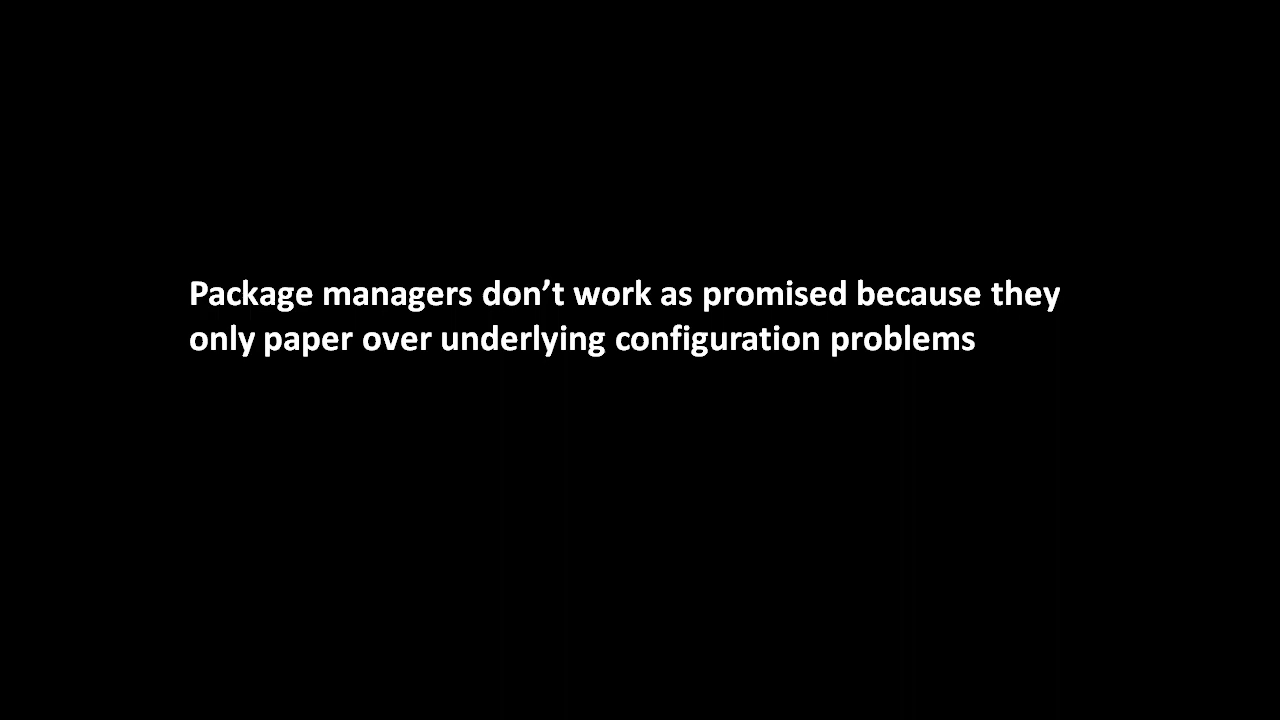 Package managers don’t work as promised because they
only paper over underlying configuration problems